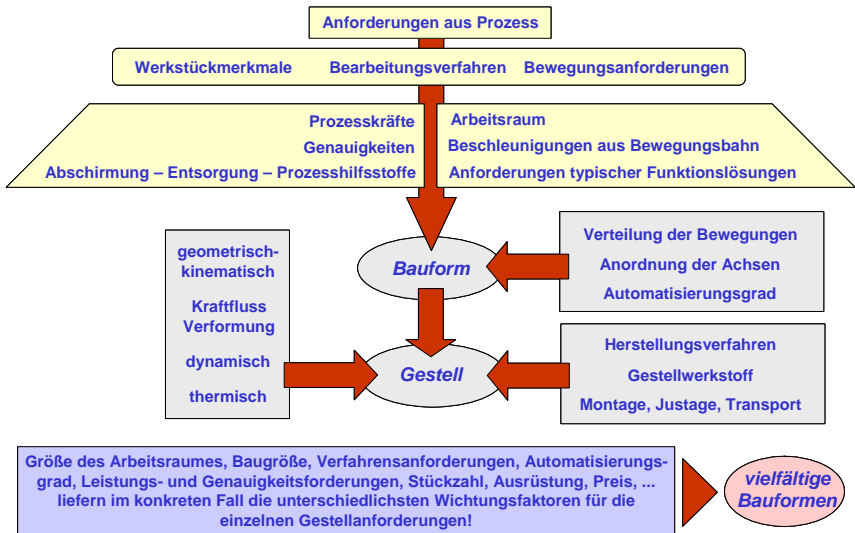 Anforderungen aus Prozess
Werkstückmerkmale Bearbeitungsverfahren Bewegungsanforderungen
Prozesskräfte
Genauigkeiten
Abschirmung – Entsorgung – Prozesshilfsstoffe
Arbeitsraum
Beschleunigungen aus Bewegungsbahn
Anforderungen typischer Funktionslösungen
geometrisch-
kinematisch
Kraftfluss
Verformung
dynamisch
thermisch
Bauform
Verteilung der Bewegungen
Anordnung der Achsen
Automatisierungsgrad
Gestell
Herstellungsverfahren
Gestellwerkstoff
Montage, Justage, Transport
Größe des Arbeitsraumes, Baugröße, Verfahrensanforderungen, Automatisierungs-
grad, Leistungs- und Genauigkeitsforderungen, Stückzahl, Ausrüstung, Preis, ...
liefern im konkreten Fall die unterschiedlichsten Wichtungsfaktoren für die
einzelnen Gestellanforderungen!
vielfältige
Bauformen